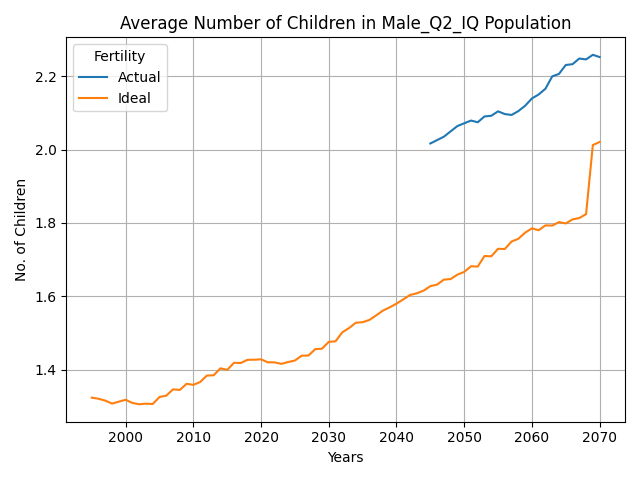 Average Number of Children in Male_Q2_IQ Population
Fertility
Actual
Ideal
No. of Children
2.2
2.0
1.8
1.6
1.4
2000 2010 2020 2030 2040 2050 2060 2070
Years